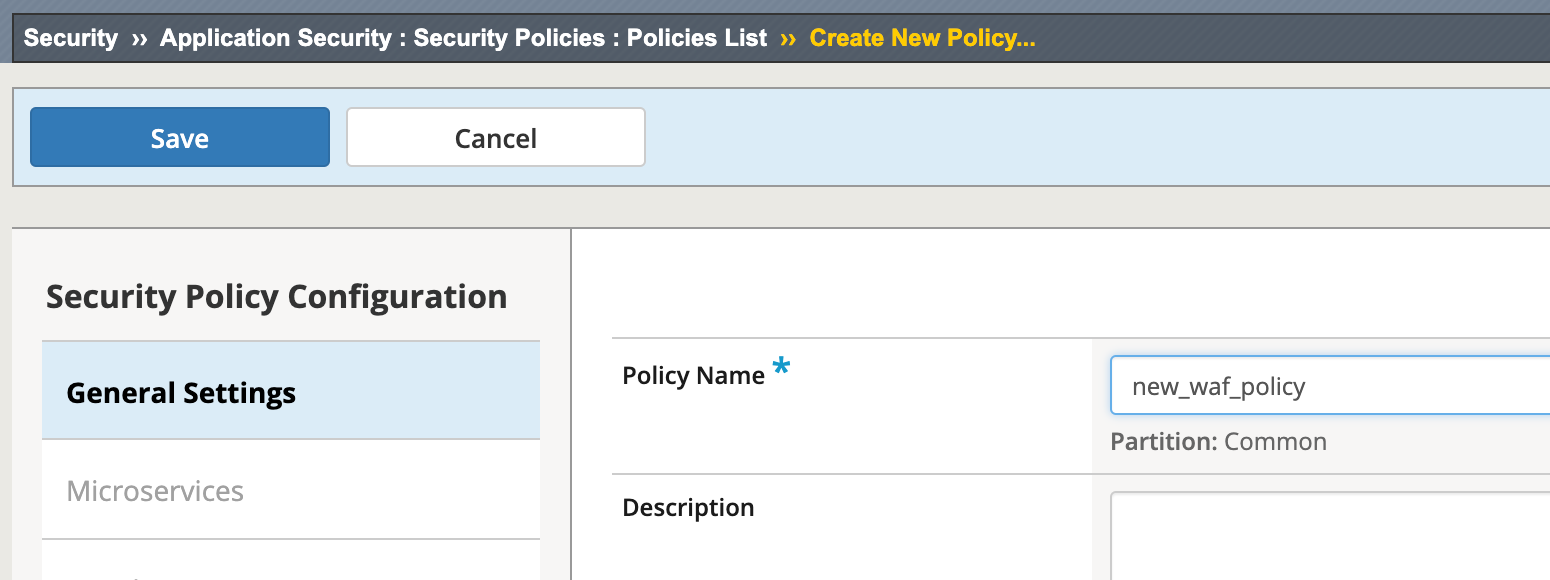 Security ›› Application Security : Security Policies : Policies List ›› Create New Policy...
Save Cancel
Security Policy Configuration
General Settings
Microservices
Policy Name *
new_waf_policy
Partition: Common
Description